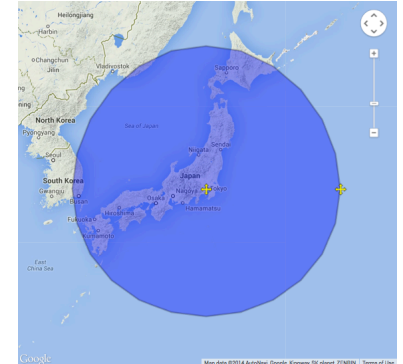 Heilongjiang
Harbin
Changchun
Jilin
Vladivostok
Sapporo
North Korea
Pyongyang
Sea of Japan
Seoul
Sendai
Niigata
South Korea
Gwangju
Busan
Japan
Nagoya
Tokyo
Osaka
Hamamatsu
Hiroshima
Fukuoka
Kumamoto
East
China Sea
Google
Map data ©2014 AutoNavi, Google, Kingway, SK planet, ZENRIN
Terms of Use